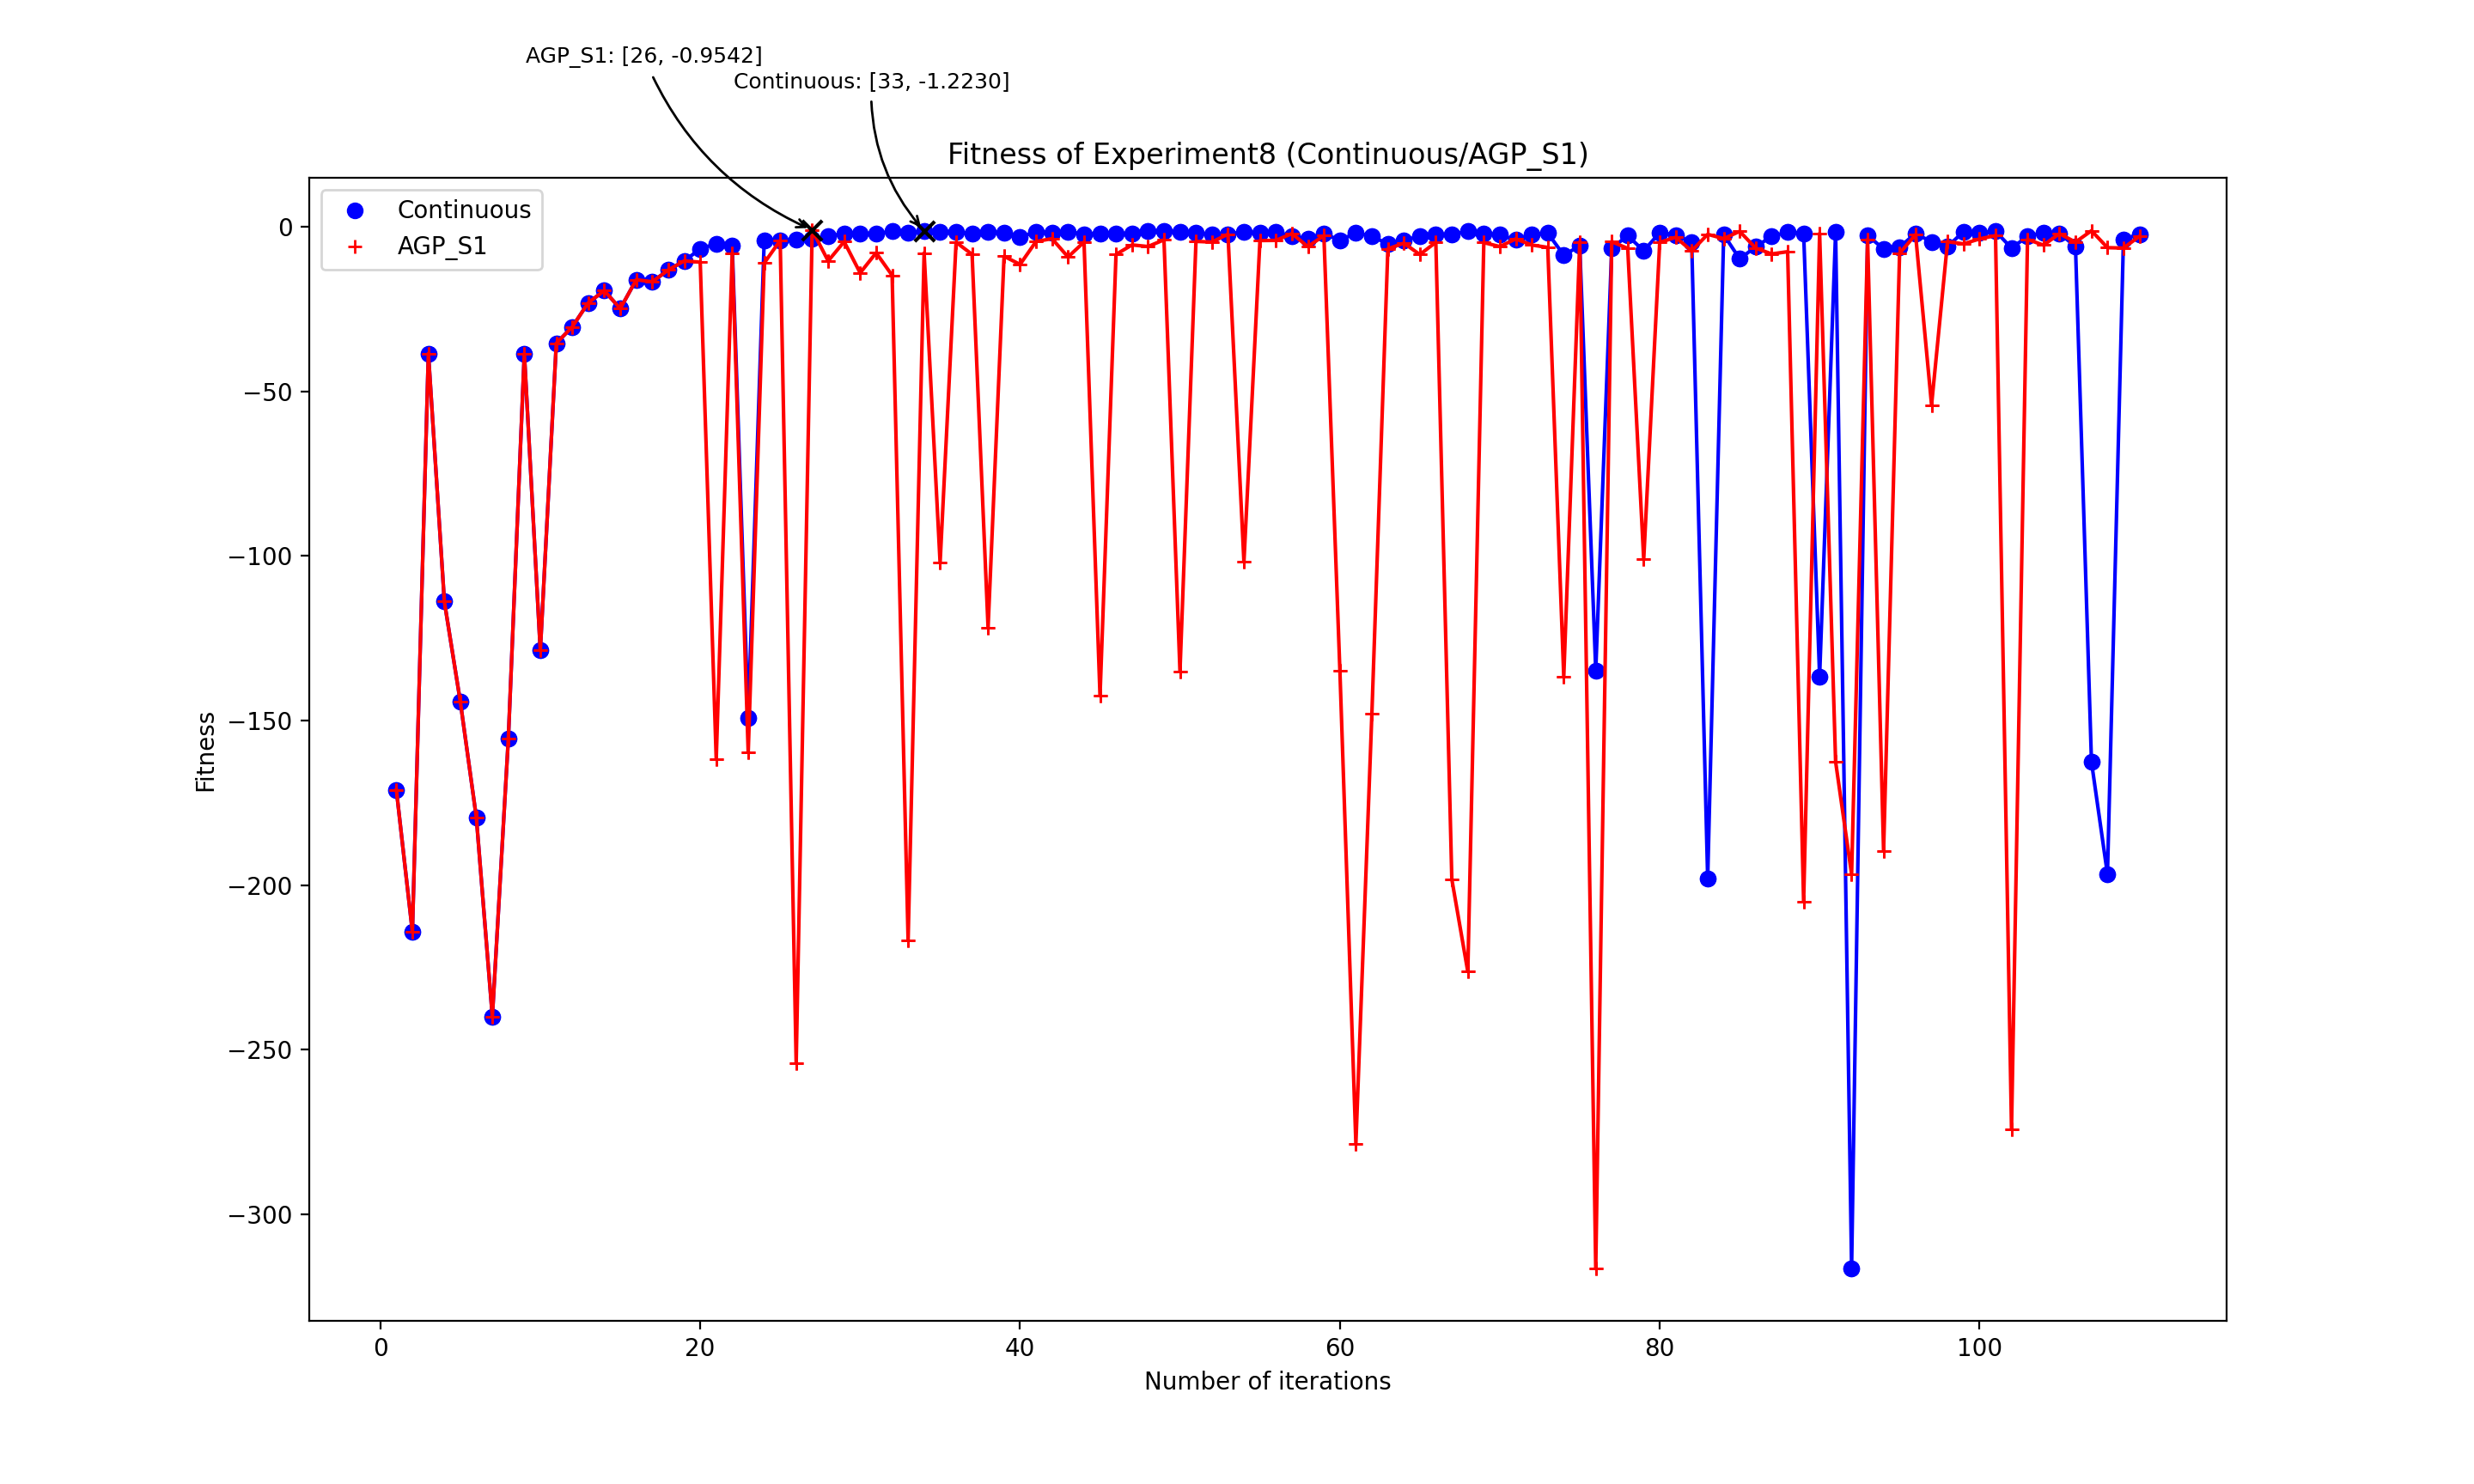 AGP_S1: [26, -0.9542]
Continuous: [33, -1.2230]
Fitness of Experiment8 (Continuous/AGP_S1)
Continuous
AGP_S1
0
−50
−100
−150
−200
−250
−300
Fitness
0 20 40 60 80 100
Number of iterations